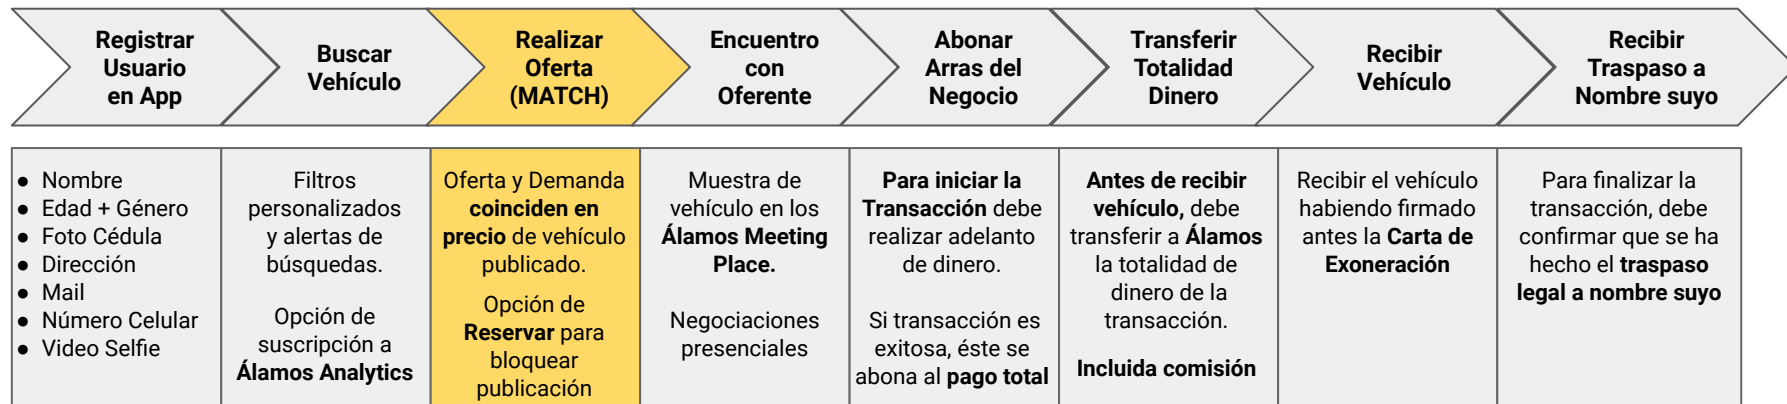 Registrar
Usuario
en App
Buscar
Vehículo
Realizar
Oferta
(MATCH)
Encuentro
con
Oferente
Abonar
Arras del
Negocio
Transferir
Totalidad
Dinero
Recibir
Vehículo
Recibir
Traspaso a
Nombre suyo
● Nombre
● Edad + Género
● Foto Cédula
● Dirección
● Mail
● Número Celular
● Video Selfie
Filtros
personalizados
y alertas de
búsquedas.
Opción de
suscripción a
Álamos Analytics
Oferta y Demanda
coinciden en
precio de vehículo
publicado.
Opción de
Reservar para
bloquear
publicación
Muestra de
vehículo en los
Álamos Meeting
Place.
Negociaciones
presenciales
Para iniciar la
Transacción debe
realizar adelanto
de dinero.
Si transacción es
exitosa, éste se
abona al pago total
Antes de recibir
vehículo, debe
transferir a Álamos
la totalidad de
dinero de la
transacción.
Incluida comisión
Recibir el vehículo
habiendo firmado
antes la Carta de
Exoneración
Para finalizar la
transacción, debe
confirmar que se ha
hecho el traspaso
legal a nombre suyo